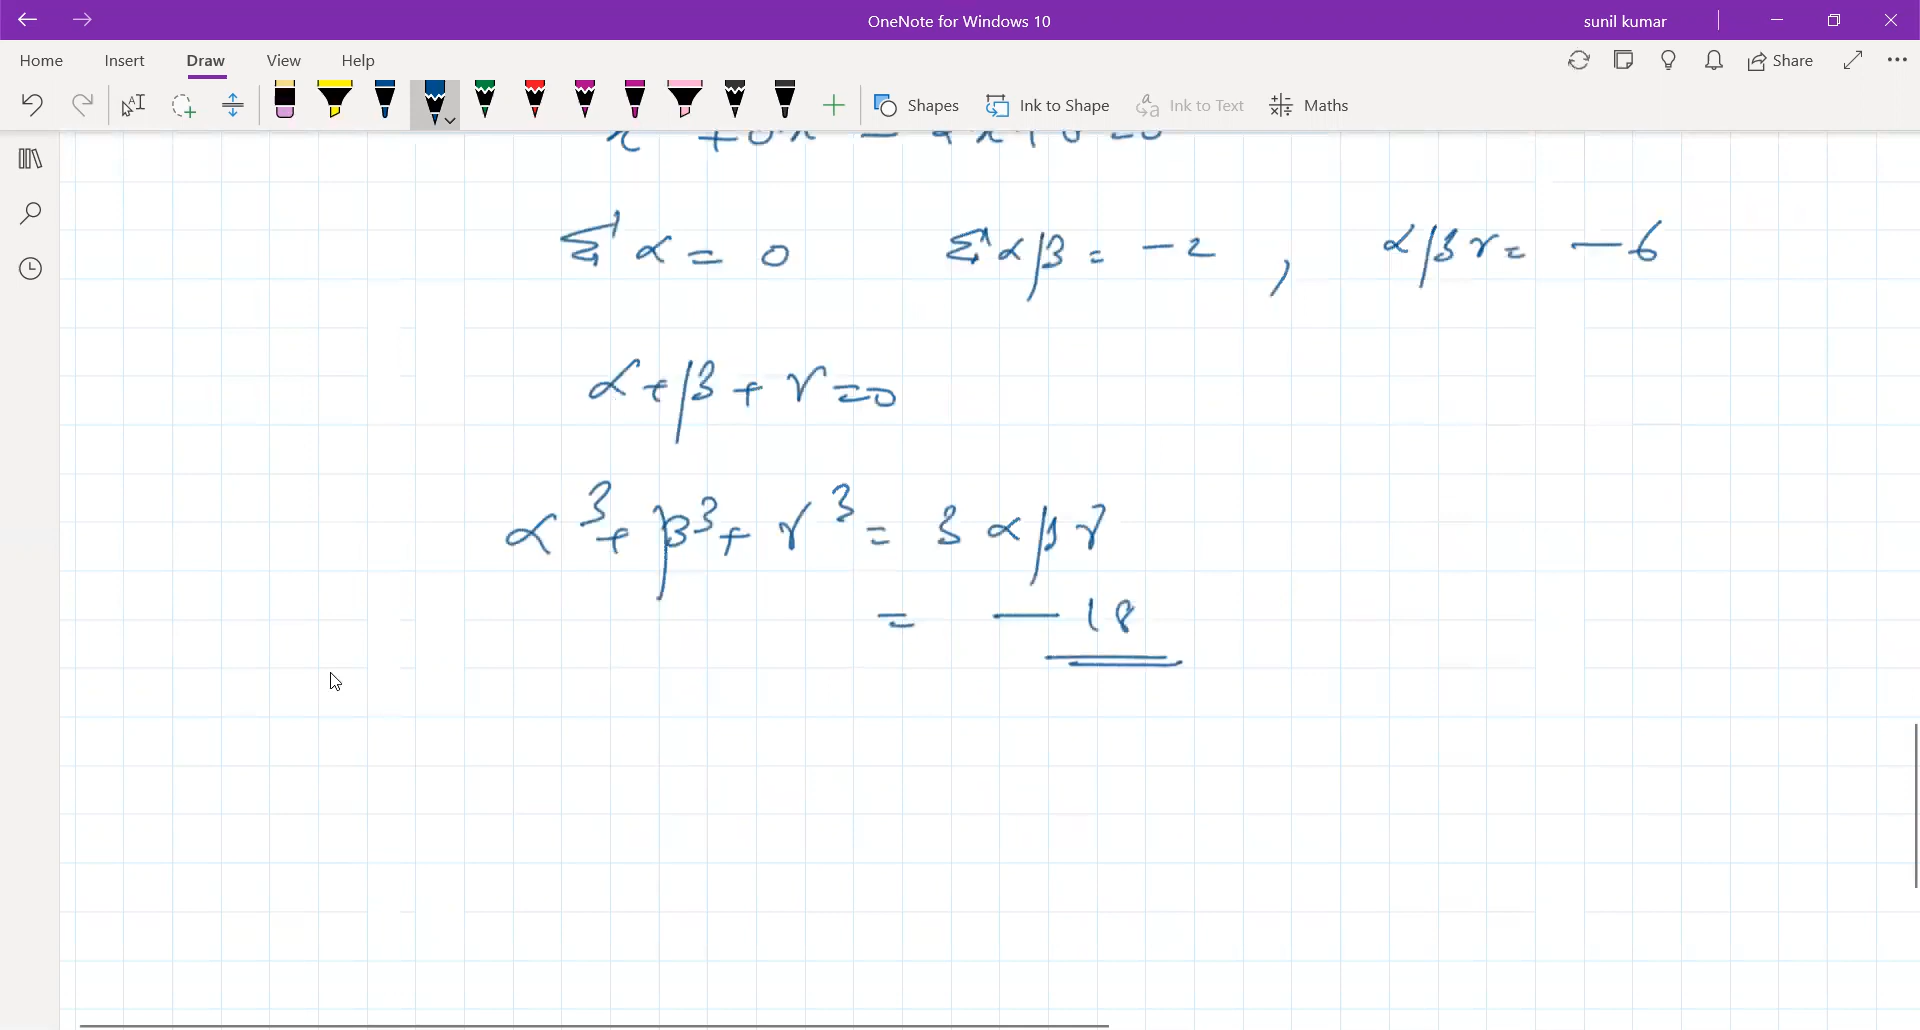 OneNote for Windows 10 sunil kumar
Home Insert Draw View Help Share
Shapes Ink to Shape Ink to Text Maths
Σα = 0 Σαβ = -2 , αβγ = -6
α+β+γ=0
α³+β³+γ³ = 3αβγ
= -18